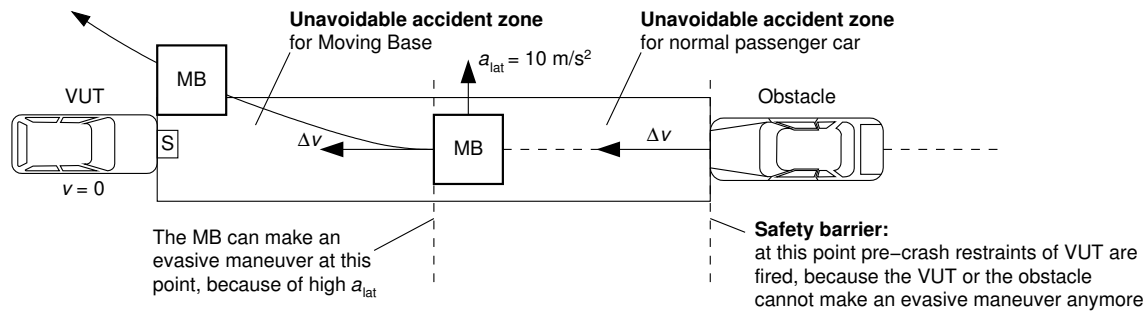 Unavoidable accident zone
for Moving Base
Unavoidable accident zone
for normal passenger car
a_lat = 10 m/s²
MB
VUT
Obstacle
S
Δv
MB
Δv
v = 0
The MB can make an
evasive maneuver at this
point, because of high a_lat
Safety barrier:
at this point pre−crash restraints of VUT are
fired, because the VUT or the obstacle
cannot make an evasive maneuver anymore